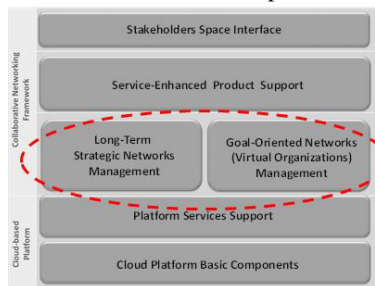 Stakeholders Space Interface
Collaborative Networking
Framework
Service-Enhanced Product Support
Long-Term
Strategic Networks
Management
Goal-Oriented Networks
(Virtual Organizations)
Management
Cloud-based
Platform
Platform Services Support
Cloud Platform Basic Components